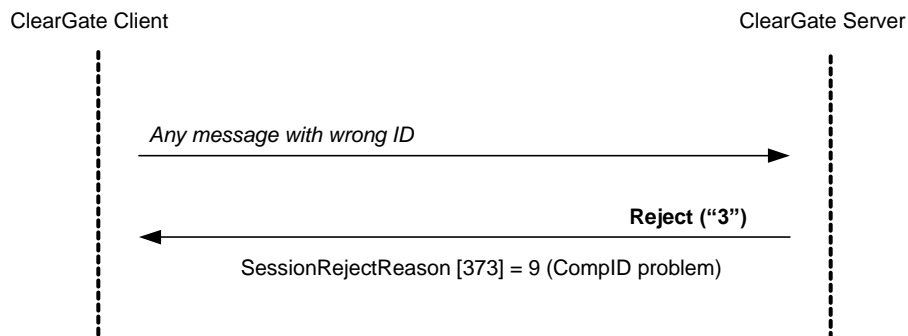 ClearGate Client
ClearGate Server
Any message with wrong ID
Reject (“3”)
SessionRejectReason [373] = 9 (CompID problem)